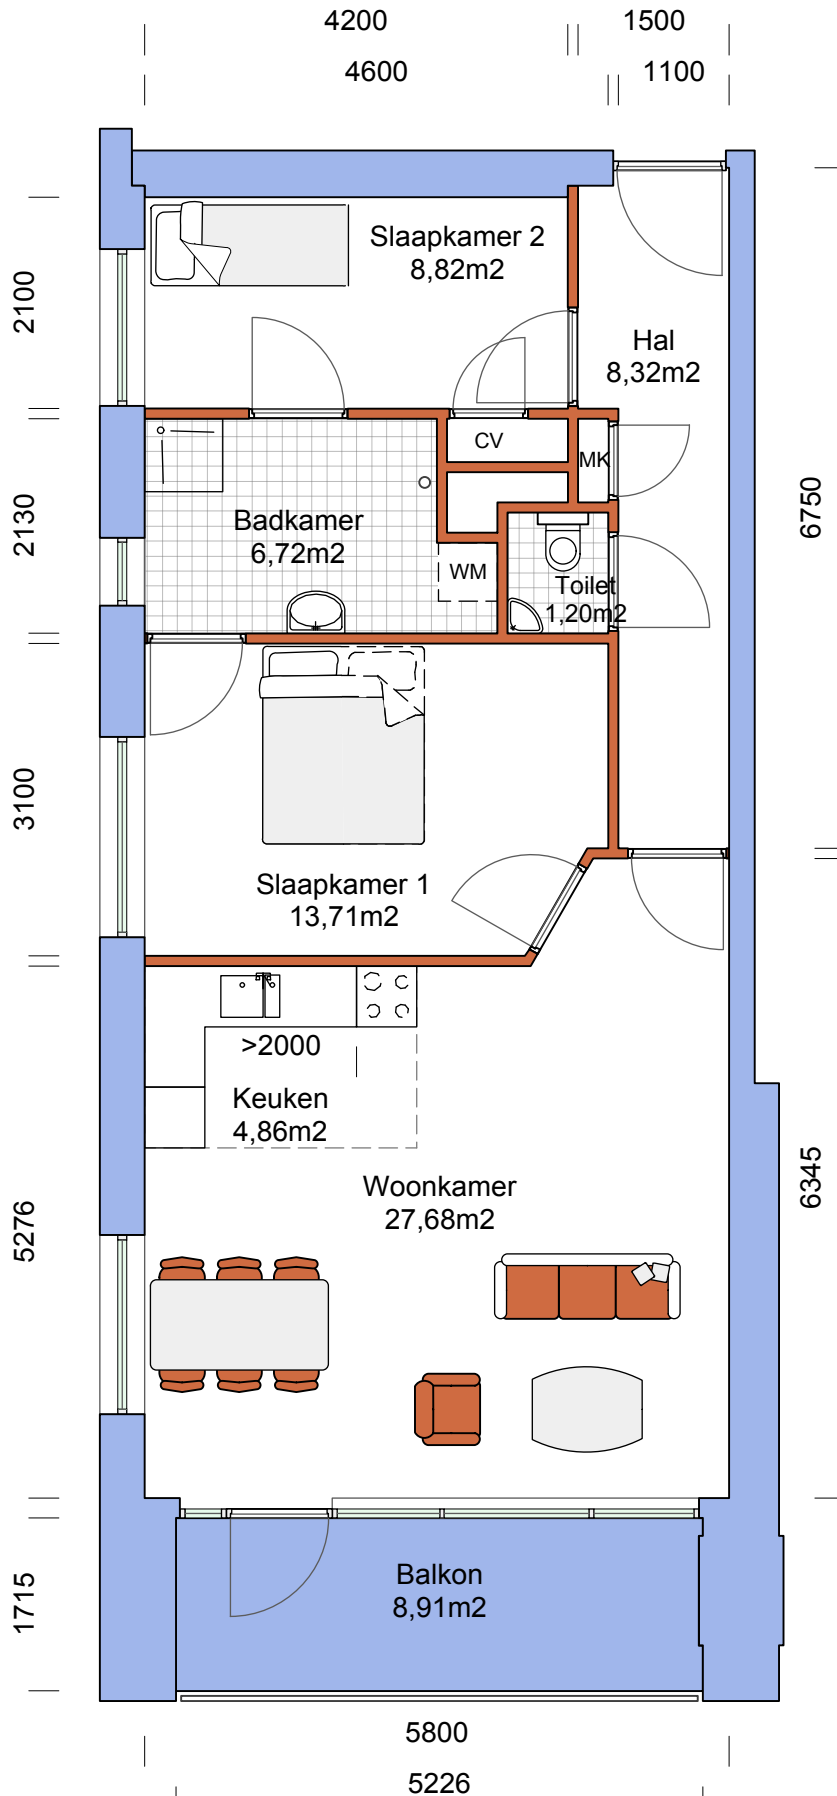 4200
1500
4600
1100
Slaapkamer 2
8,82m2
2100
Hal
8,32m2
CV
MK
6750
2130
Badkamer
6,72m2
WM
Toilet
1,20m2
3100
Slaapkamer 1
13,71m2
>2000
Keuken
4,86m2
Woonkamer
27,68m2
5276
6345
Balkon
8,91m2
1715
5800
5226